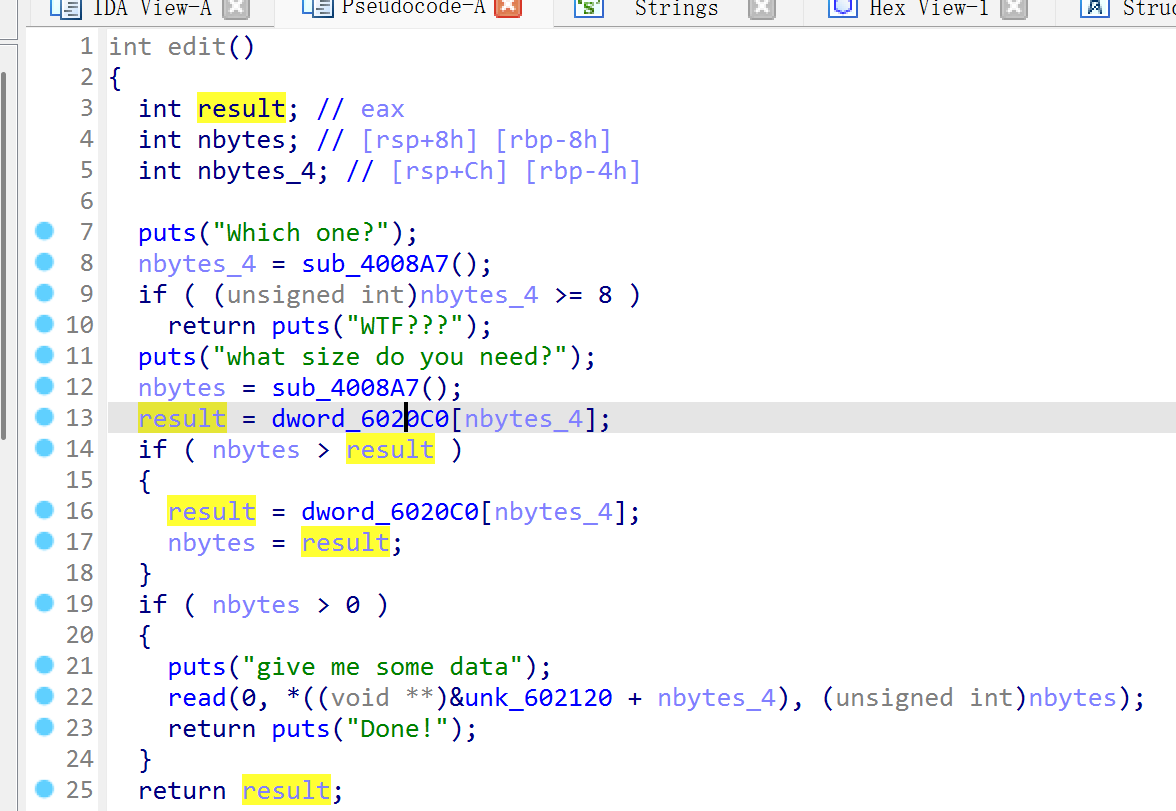 IDA View-A Pseudocode-A Strings Hex View-1 Struc
1 int edit()
2 {
3 int result; // eax
4 int nbytes; // [rsp+8h] [rbp-8h]
5 int nbytes_4; // [rsp+Ch] [rbp-4h]
6
7 puts("Which one?");
8 nbytes_4 = sub_4008A7();
9 if ( (unsigned int)nbytes_4 >= 8 )
10 return puts("WTF???");
11 puts("what size do you need?");
12 nbytes = sub_4008A7();
13 result = dword_6020C0[nbytes_4];
14 if ( nbytes > result )
15 {
16 result = dword_6020C0[nbytes_4];
17 nbytes = result;
18 }
19 if ( nbytes > 0 )
20 {
21 puts("give me some data");
22 read(0, *((void **)&unk_602120 + nbytes_4), (unsigned int)nbytes);
23 return puts("Done!");
24 }
25 return result;